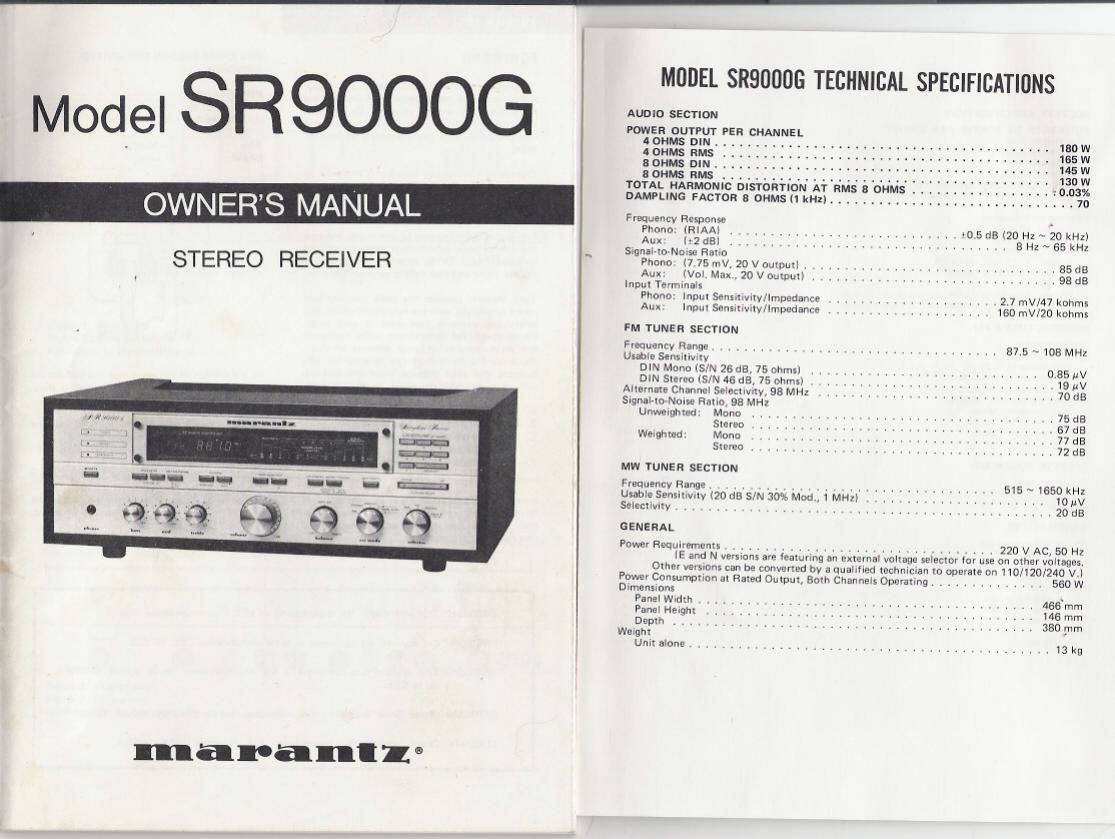 Model SR9000G
OWNER'S MANUAL
STEREO RECEIVER
marantz
marantz®
MODEL SR9000G TECHNICAL SPECIFICATIONS
AUDIO SECTION
POWER OUTPUT PER CHANNEL
4 OHMS DIN . . . 180 W
4 OHMS RMS . . . 165 W
8 OHMS DIN . . . 145 W
8 OHMS RMS . . . 130 W
TOTAL HARMONIC DISTORTION AT RMS 8 OHMS . . . 0.03%
DAMPLING FACTOR 8 OHMS (1 kHz) . . . 70
Frequency Response
Phono: (RIAA) . . . ±0.5 dB (20 Hz ~ 20 kHz)
Aux: (±2 dB) . . . 8 Hz ~ 65 kHz
Signal-to-Noise Ratio
Phono: (7.75 mV, 20 V output) . . . 85 dB
Aux: (Vol. Max., 20 V output) . . . 98 dB
Input Terminals
Phono: Input Sensitivity/Impedance . . . 2.7 mV/47 kohms
Aux: Input Sensitivity/Impedance . . . 160 mV/20 kohms
FM TUNER SECTION
Frequency Range . . . 87.5 ~ 108 MHz
Usable Sensitivity
DIN Mono (S/N 26 dB, 75 ohms) . . . 0.85 µV
DIN Stereo (S/N 46 dB, 75 ohms) . . . 19 µV
Alternate Channel Selectivity, 98 MHz . . . 70 dB
Signal-to-Noise Ratio, 98 MHz
Unweighted: Mono . . . 75 dB
Stereo . . . 67 dB
Weighted: Mono . . . 77 dB
Stereo . . . 72 dB
MW TUNER SECTION
Frequency Range . . . 515 ~ 1650 kHz
Usable Sensitivity (20 dB S/N 30% Mod., 1 MHz) . . . 10 µV
Selectivity . . . 20 dB
GENERAL
Power Requirements . . . 220 V AC, 50 Hz
(E and N versions are featuring an external voltage selector for use on other voltages.
Other versions can be converted by a qualified technician to operate on 110/120/240 V.)
Power Consumption at Rated Output, Both Channels Operating . . . 560 W
Dimensions
Panel Width . . . 466 mm
Panel Height . . . 146 mm
Depth . . . 380 mm
Weight
Unit alone . . . 13 kg